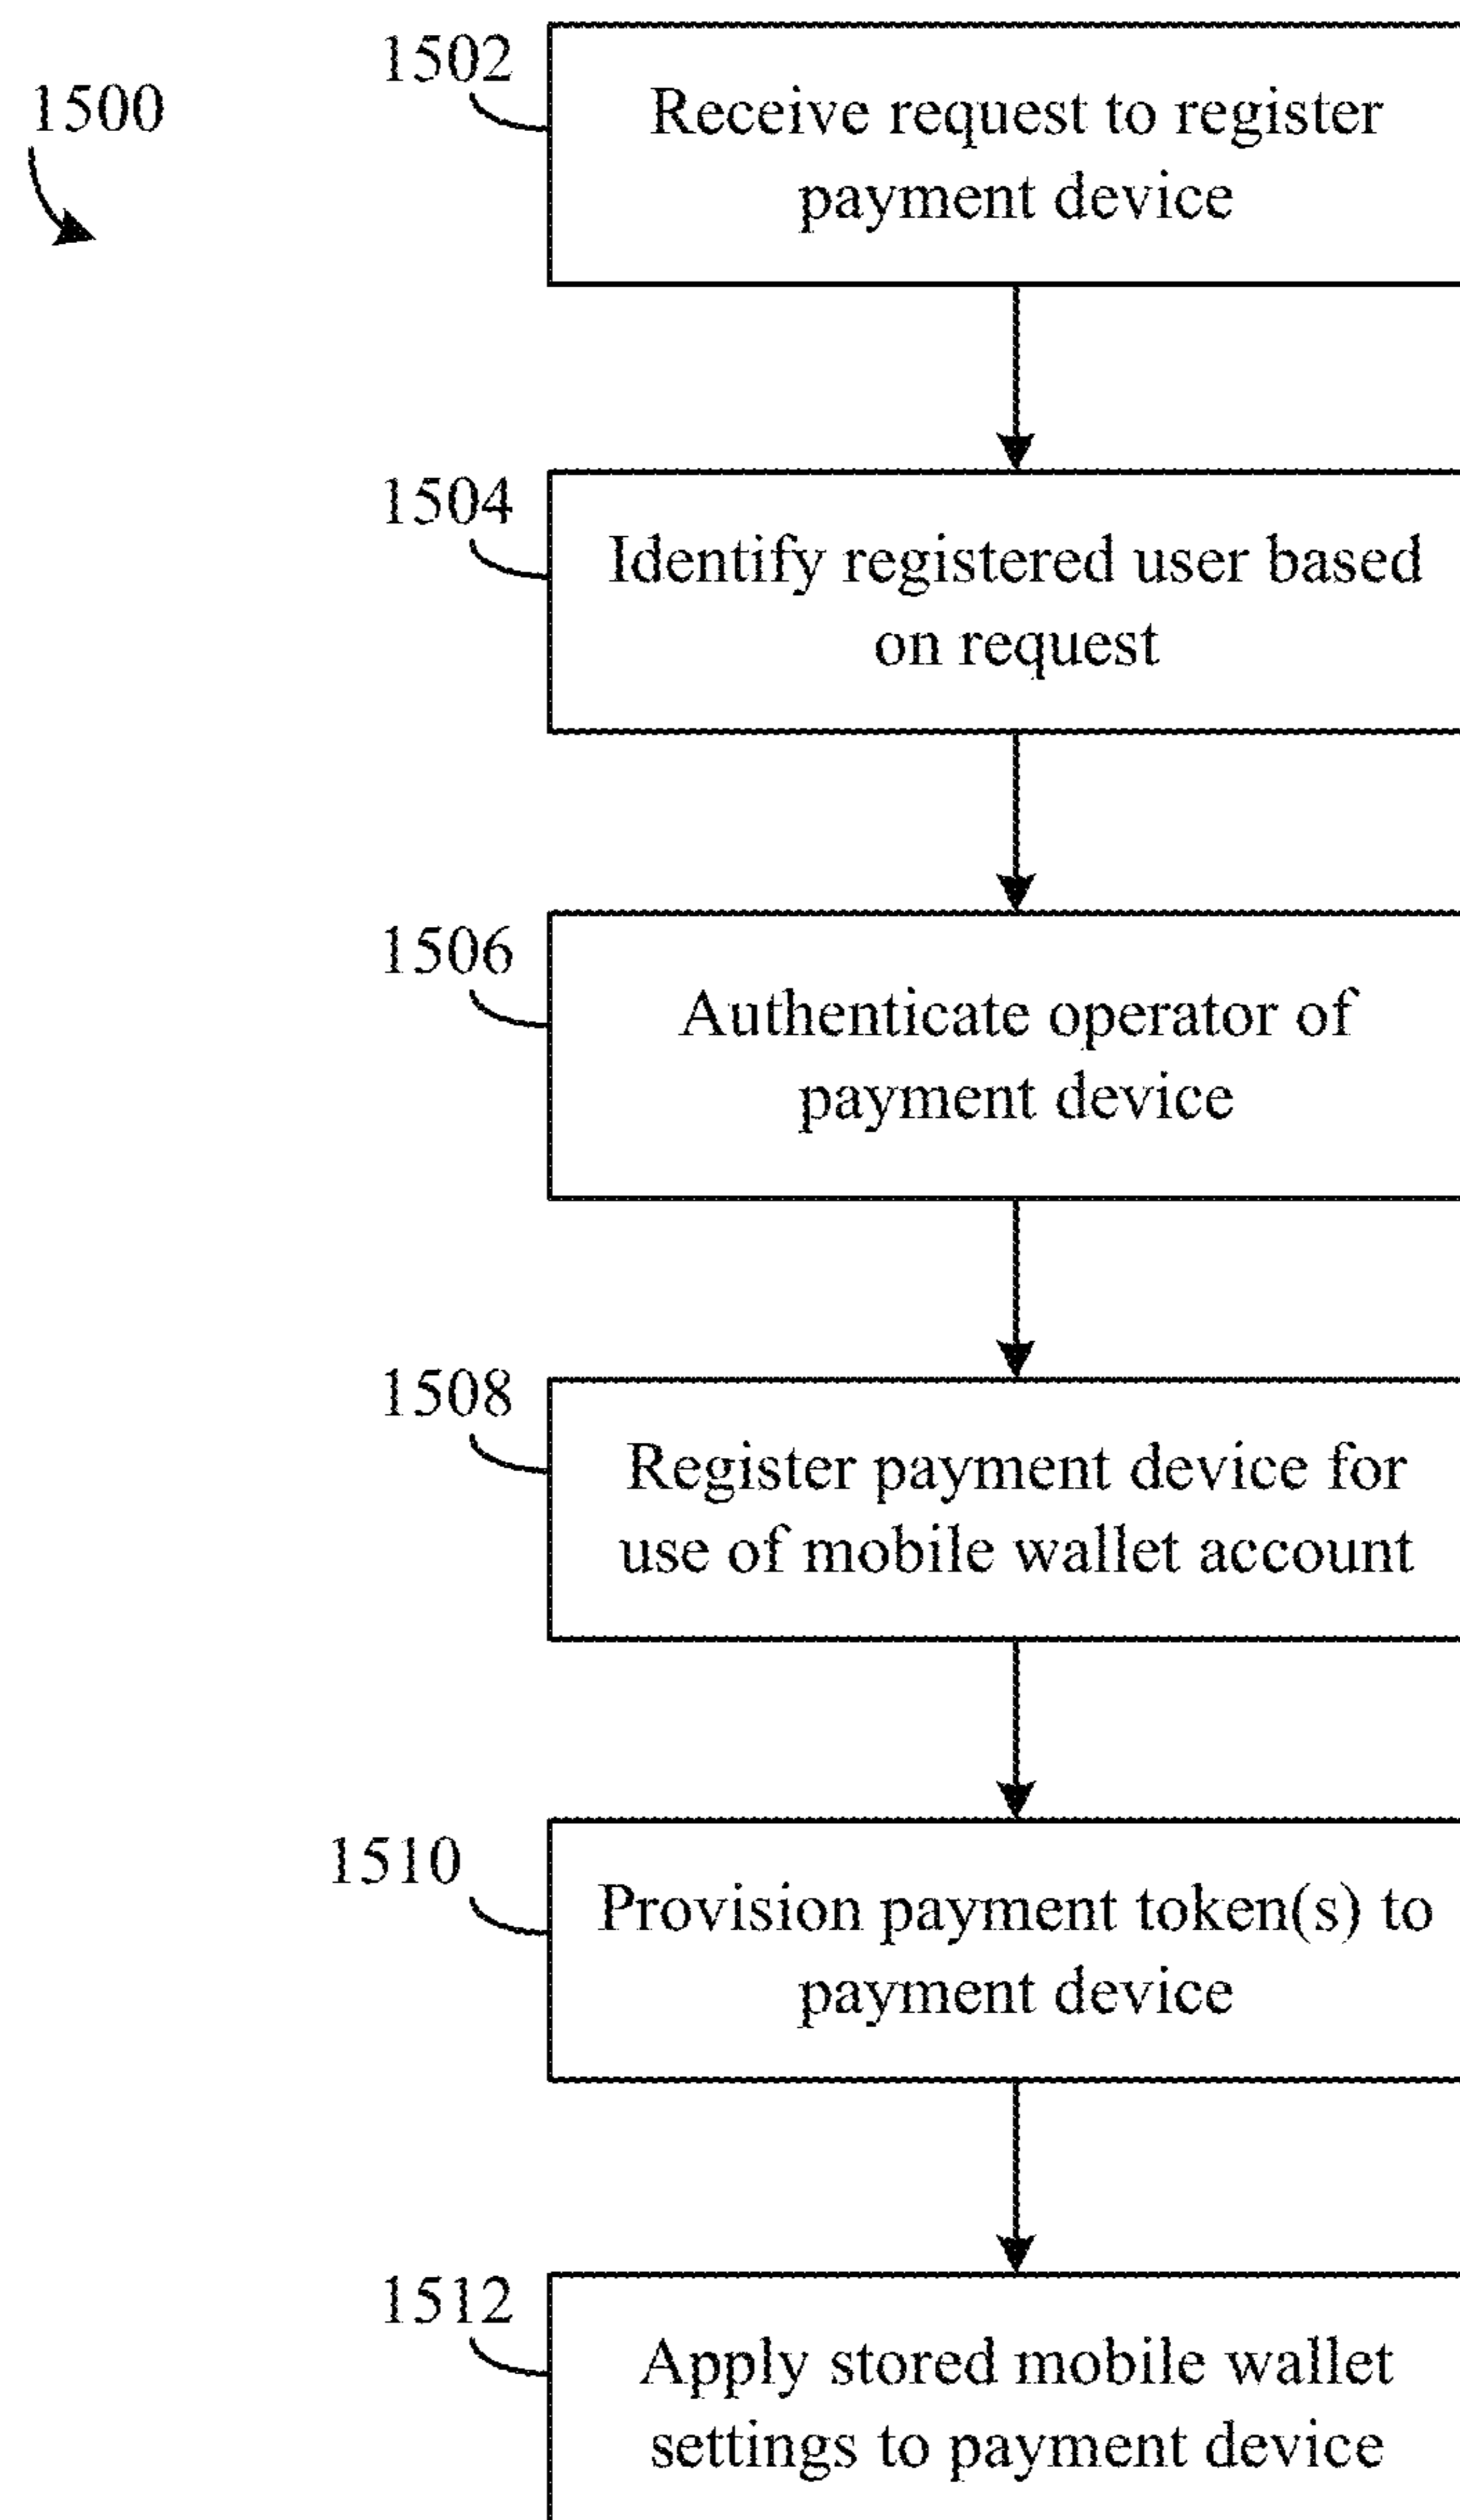 1500
1502
Receive request to register
payment device
1504
Identify registered user based
on request
1506
Authenticate operator of
payment device
1508
Register payment device for
use of mobile wallet account
1510
Provision payment token(s) to
payment device
1512
Apply stored mobile wallet
settings to payment device